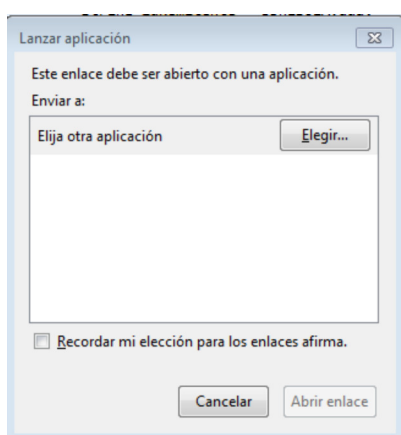 Lanzar aplicación
Este enlace debe ser abierto con una aplicación.
Enviar a:
Elija otra aplicación
Elegir...
Recordar mi elección para los enlaces afirma.
Cancelar
Abrir enlace